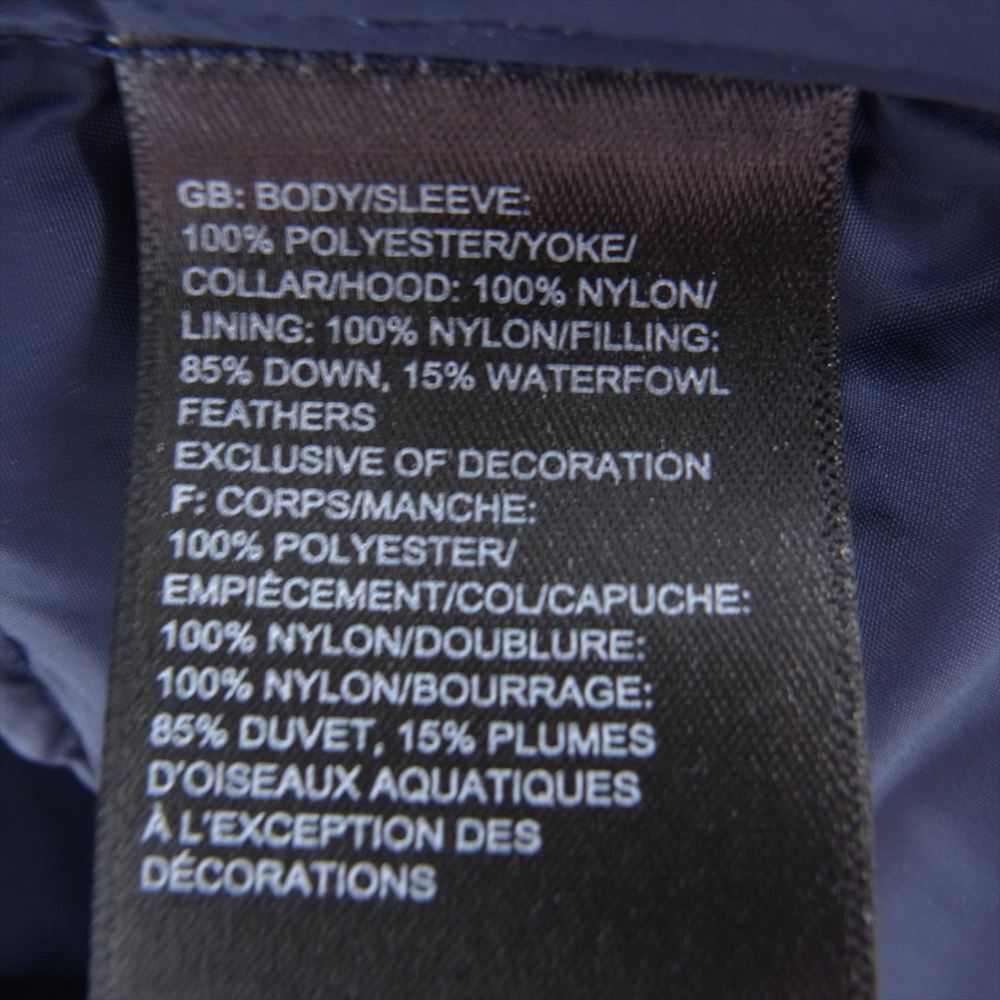 GB: BODY/SLEEVE:
100% POLYESTER/YOKE/
COLLAR/HOOD: 100% NYLON/
LINING: 100% NYLON/FILLING:
85% DOWN, 15% WATERFOWL
FEATHERS
EXCLUSIVE OF DECORATION
F: CORPS/MANCHE:
100% POLYESTER/
EMPIÈCEMENT/COL/CAPUCHE:
100% NYLON/DOUBLURE:
100% NYLON/BOURRAGE:
85% DUVET, 15% PLUMES
D'OISEAUX AQUATIQUES
À L'EXCEPTION DES
DÉCORATIONS